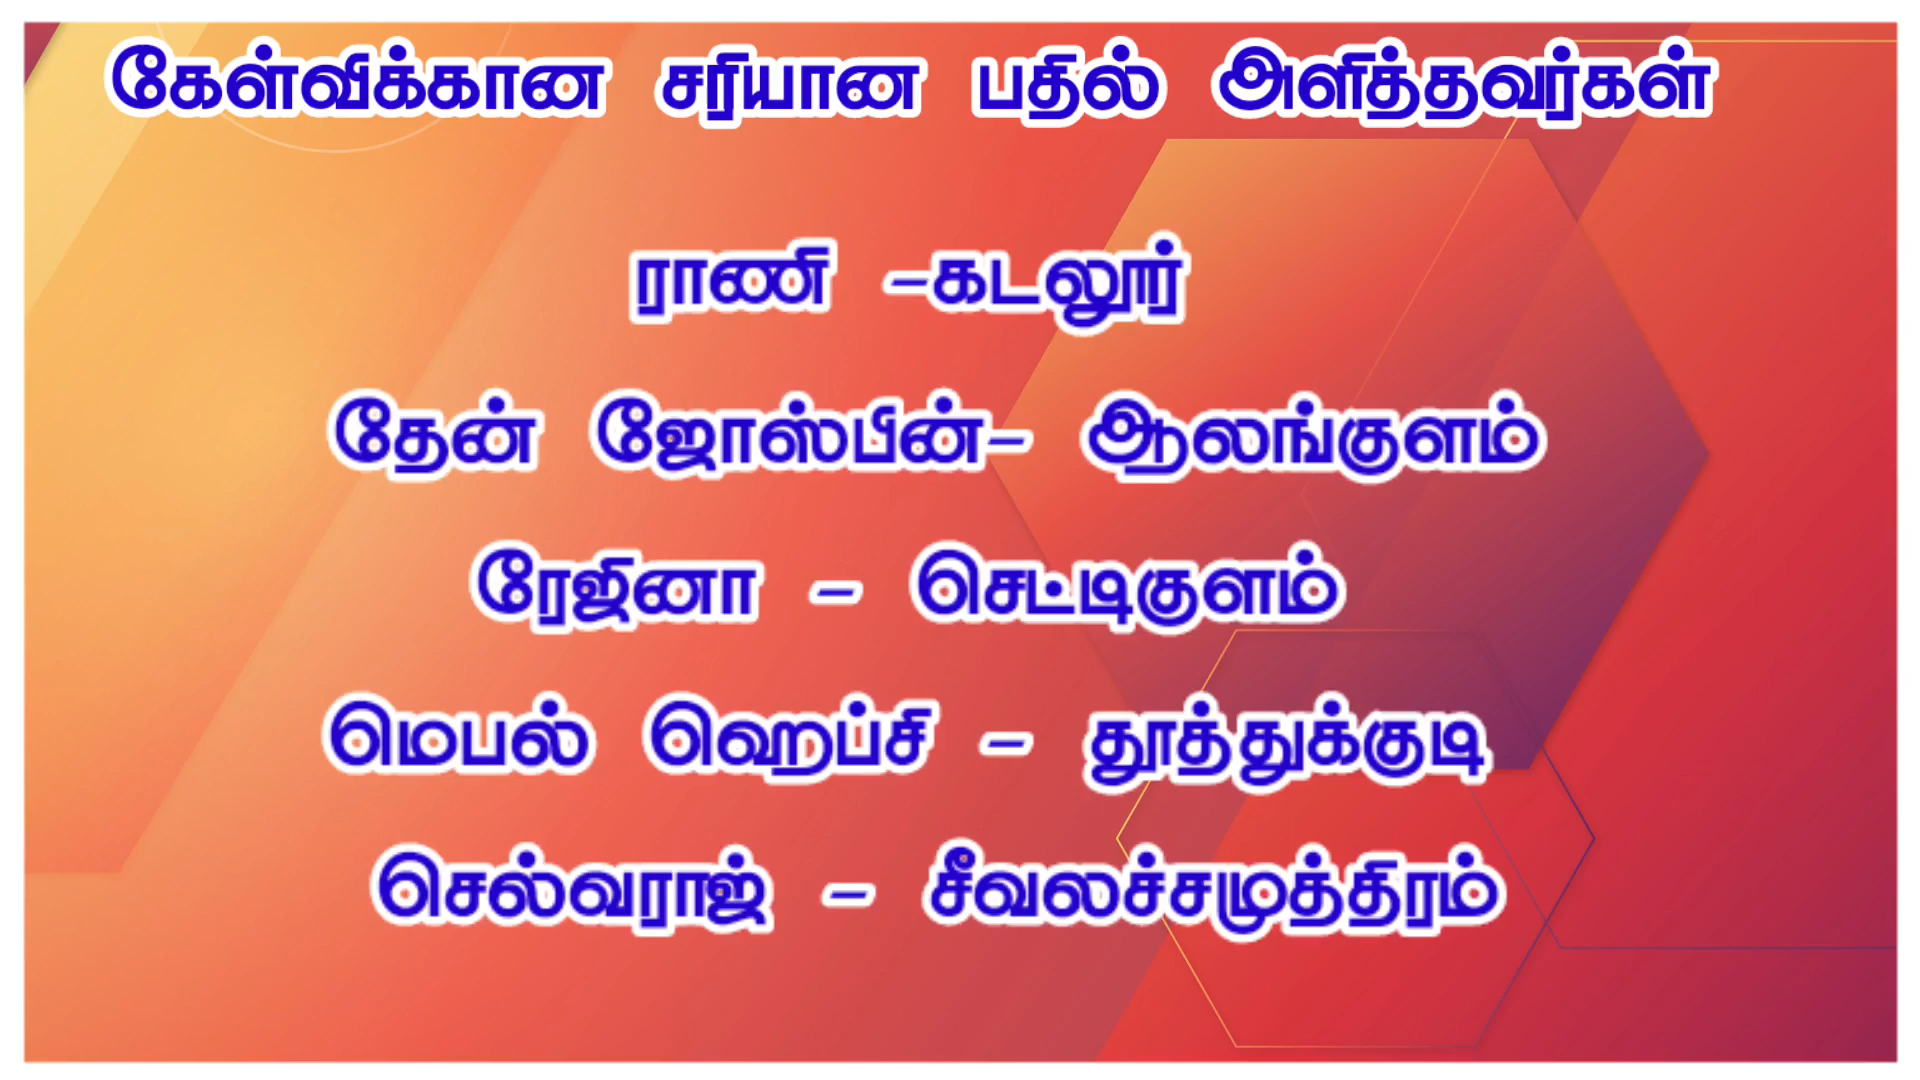 கேள்விக்கான சரியான பதில் அளித்தவர்கள்
ராணி -கடலூர்
தேன் ஜோஸ்பின்- ஆலங்குளம்
ரேஜினா - செட்டிகுளம்
மெபல் ஹெப்சி - தூத்துக்குடி
செல்வராஜ் - சீவலச்சமுத்திரம்